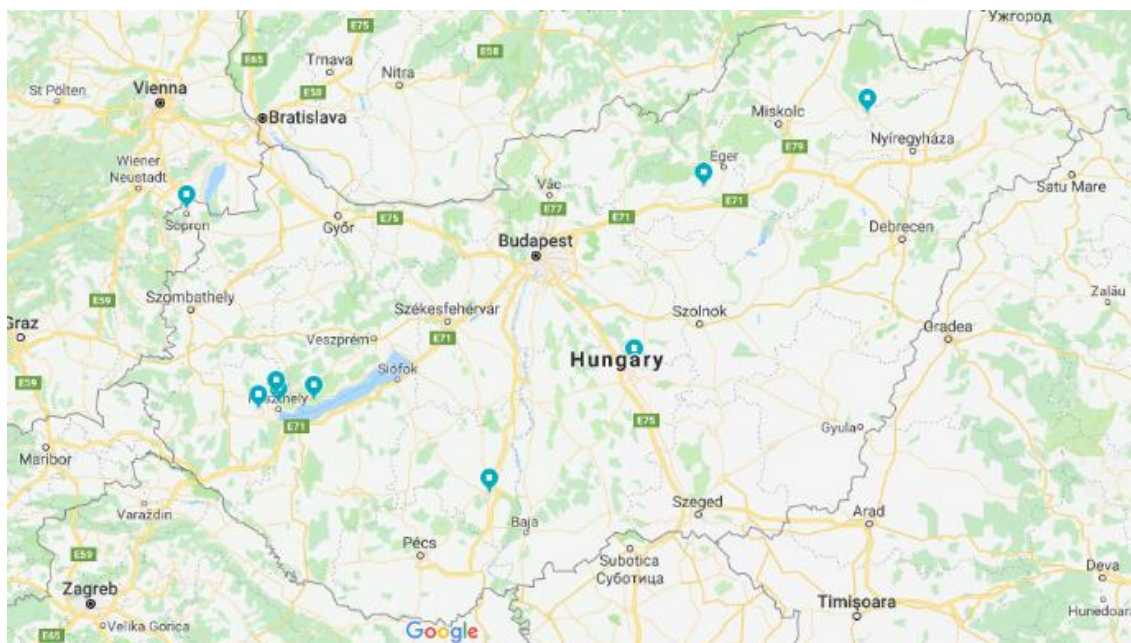 E75
E65
E58
Ужгород
Trnava
Nitra
E58
St Pölten
Vienna
Bratislava
Miskolc
Nyíregyháza
E79
Wiener
Neustadt
Eger
Satu Mare
Vác
E77
E71
E71
Sopron
E75
Győr
Debrecen
Budapest
E59
Szombathely
Székesfehérvár
Szolnok
Zalău
Graz
Veszprém
E71
Oradea
Siófok
Hungary
E59
E71
E75
Gyula
Maribor
Varaždin
Szeged
Arad
Baja
Pécs
E59
Subotica
Суботица
Deva
Zagreb
Timișoara
Hunedoara
Velika Gorica
E65
Google